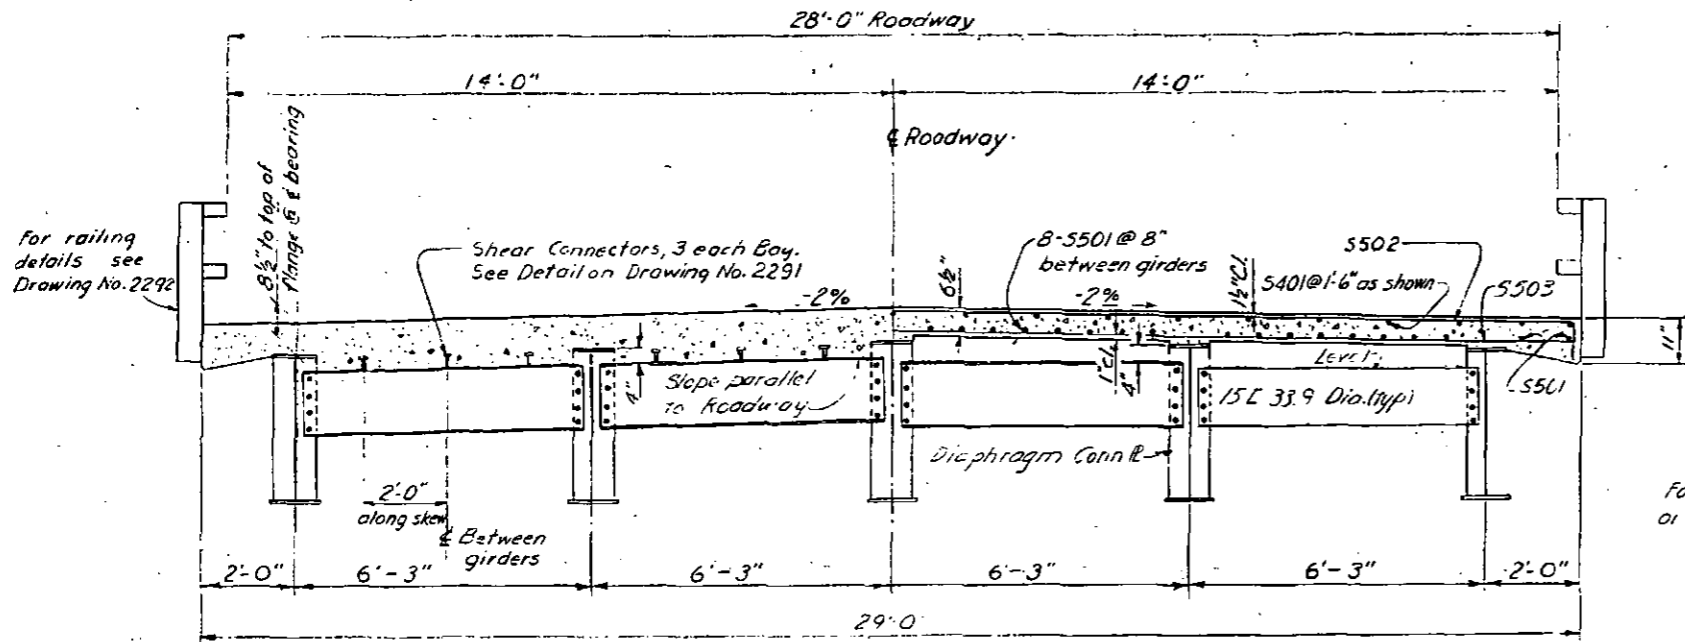 28'-0" Roadway
14'-0"
14'-0"
℄ Roadway
8½" to top of
flange @ ℄ bearing
For railing
details see
Drawing No. 2292
Shear Connectors, 3 each Bay.
See Detail on Drawing No. 2291
8-S501 @ 8"
between girders
S502
S401@1'-6" as shown
S503
-2%
6½"
-2%
1½"Cl.
11"
4"
Slope parallel
to Roadway
1"Cl.
4"
Level
15[ 33.9 Dia.(typ)
S501
Diaphragm Conn ℄
2'-0"
along skew
℄ Between
girders
Fo
or
2'-0"
6'-3"
6'-3"
6'-3"
6'-3"
2'-0"
29'-0"